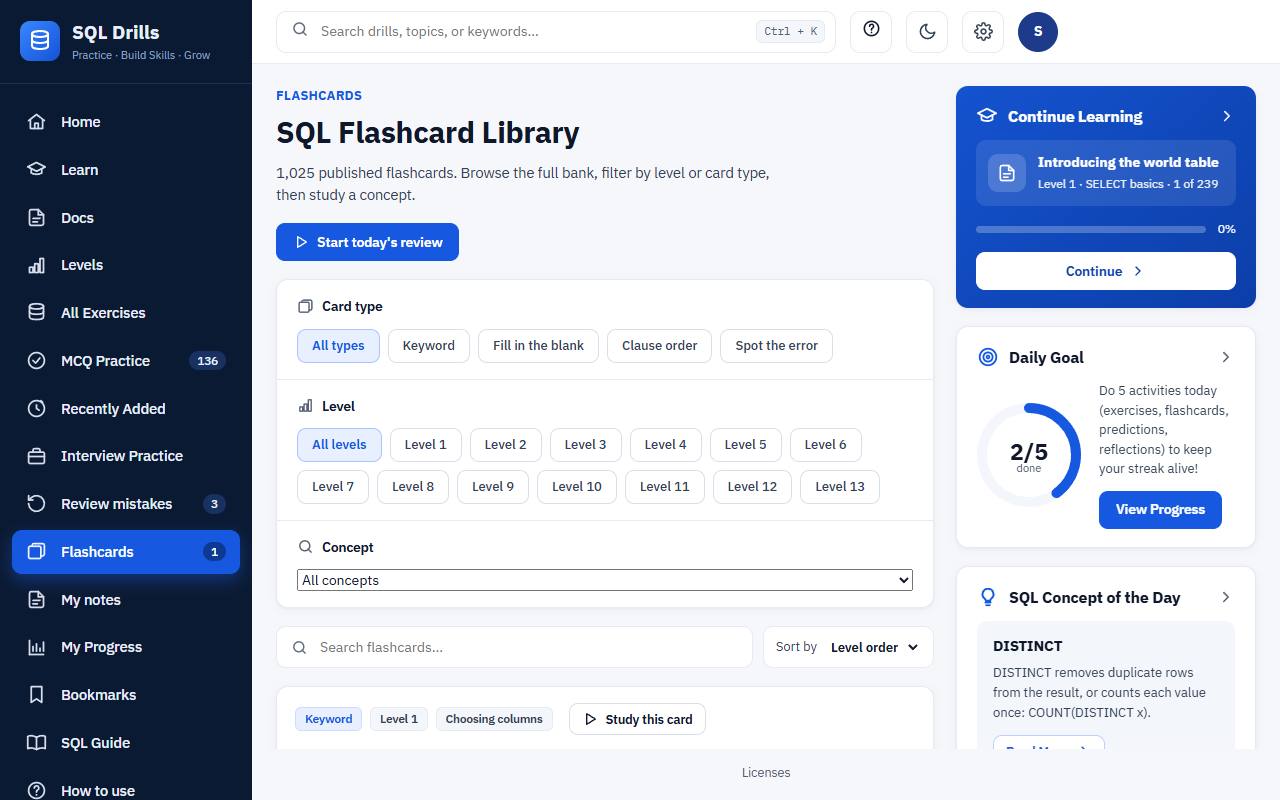 SQL Drills
Practice · Build Skills · Grow
Home
Learn
Docs
Levels
All Exercises
MCQ Practice 136
Recently Added
Interview Practice
Review mistakes 3
Flashcards 1
My notes
My Progress
Bookmarks
SQL Guide
How to use
Search drills, topics, or keywords... Ctrl + K
S
FLASHCARDS
SQL Flashcard Library
1,025 published flashcards. Browse the full bank, filter by level or card type,
then study a concept.
Start today's review
Card type
All types Keyword Fill in the blank Clause order Spot the error
Level
All levels Level 1 Level 2 Level 3 Level 4 Level 5 Level 6
Level 7 Level 8 Level 9 Level 10 Level 11 Level 12 Level 13
Concept
All concepts
Search flashcards... Sort by Level order
Keyword Level 1 Choosing columns Study this card
Continue Learning
Introducing the world table
Level 1 · SELECT basics · 1 of 239
0%
Continue
Daily Goal
2/5
done
Do 5 activities today
(exercises, flashcards,
predictions,
reflections) to keep
your streak alive!
View Progress
SQL Concept of the Day
DISTINCT
DISTINCT removes duplicate rows
from the result, or counts each value
once: COUNT(DISTINCT x).
Licenses